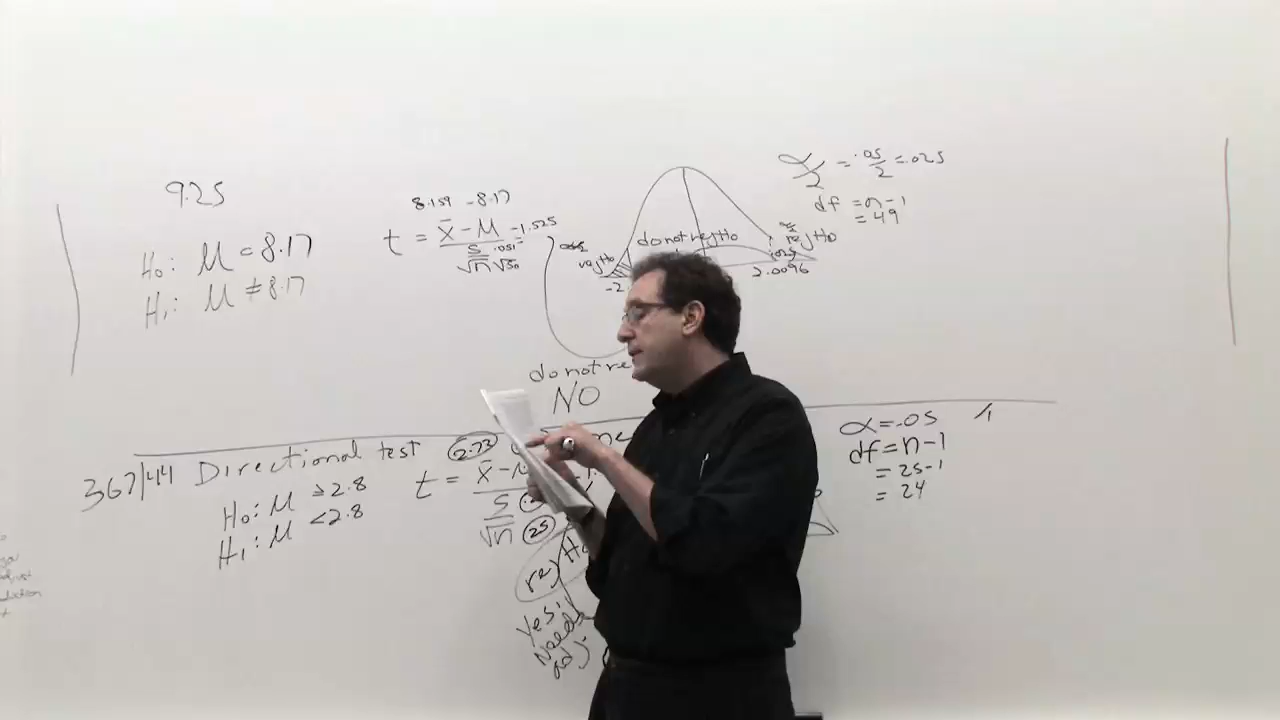 9.25
H₀: μ = 8.17
H₁: μ ≠ 8.17
8.159 - 8.17
t = x̄ - μ = -1.525
s .051
√n √50
rej H₀
do not rej H₀
rej H₀
.025
-2
2.0096
α/2 = .05/2 = .025
df = n - 1
= 49
do not re
NO
367/44 Directional test
H₀: μ ≥ 2.8
H₁: μ < 2.8
2.73
t = x̄ - μ
s
√n 25
rej H₀
yes;
Needs
adj
α = .05
df = n - 1
= 25 - 1
= 24